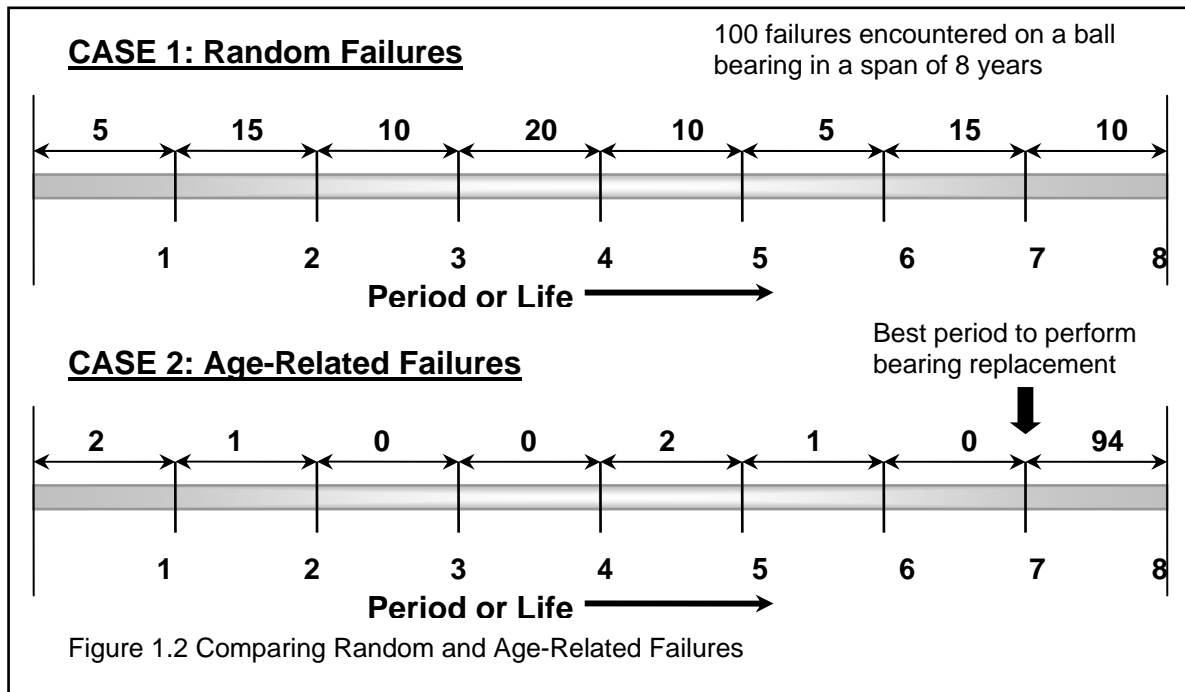 CASE 1: Random Failures
100 failures encountered on a ball
bearing in a span of 8 years
5 15 10 20 10 5 15 10
1 2 3 4 5 6 7 8
Period or Life
CASE 2: Age-Related Failures
Best period to perform
bearing replacement
2 1 0 0 2 1 0 94
1 2 3 4 5 6 7 8
Period or Life
Figure 1.2 Comparing Random and Age-Related Failures